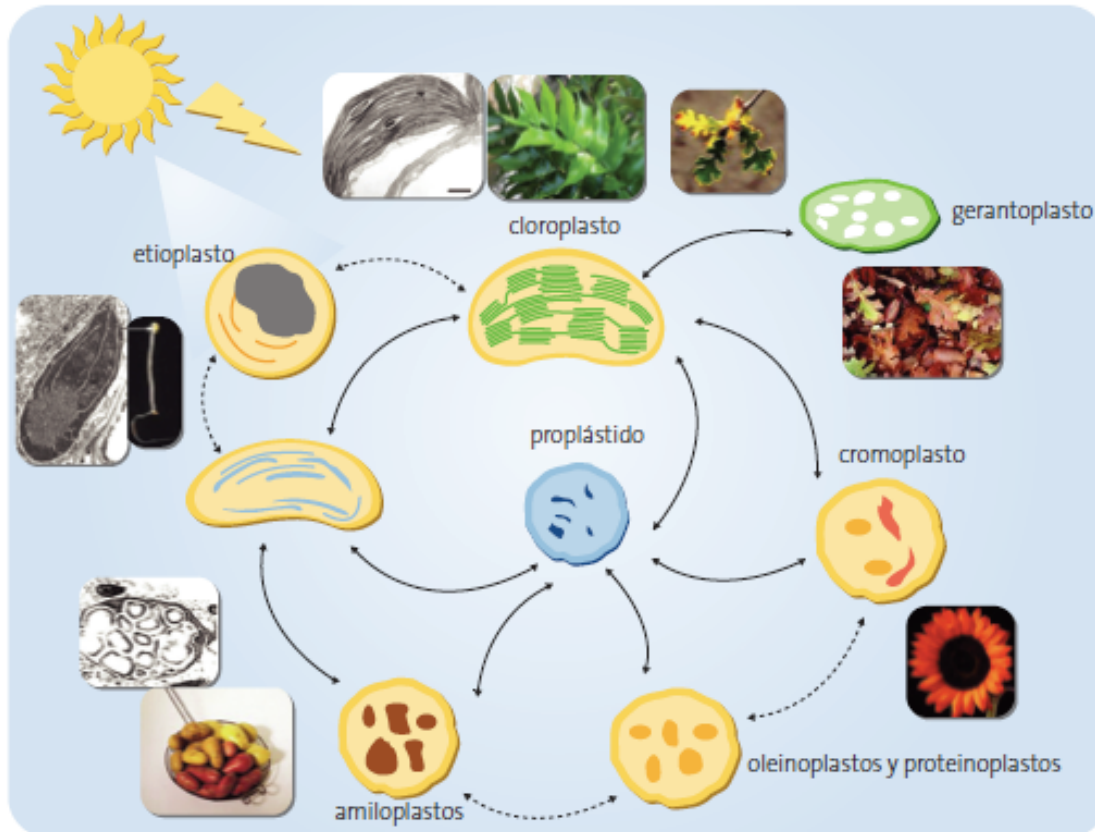 cloroplasto
gerantoplasto
etioplasto
proplástido
cromoplasto
oleinoplastos y proteinoplastos
amiloplastos